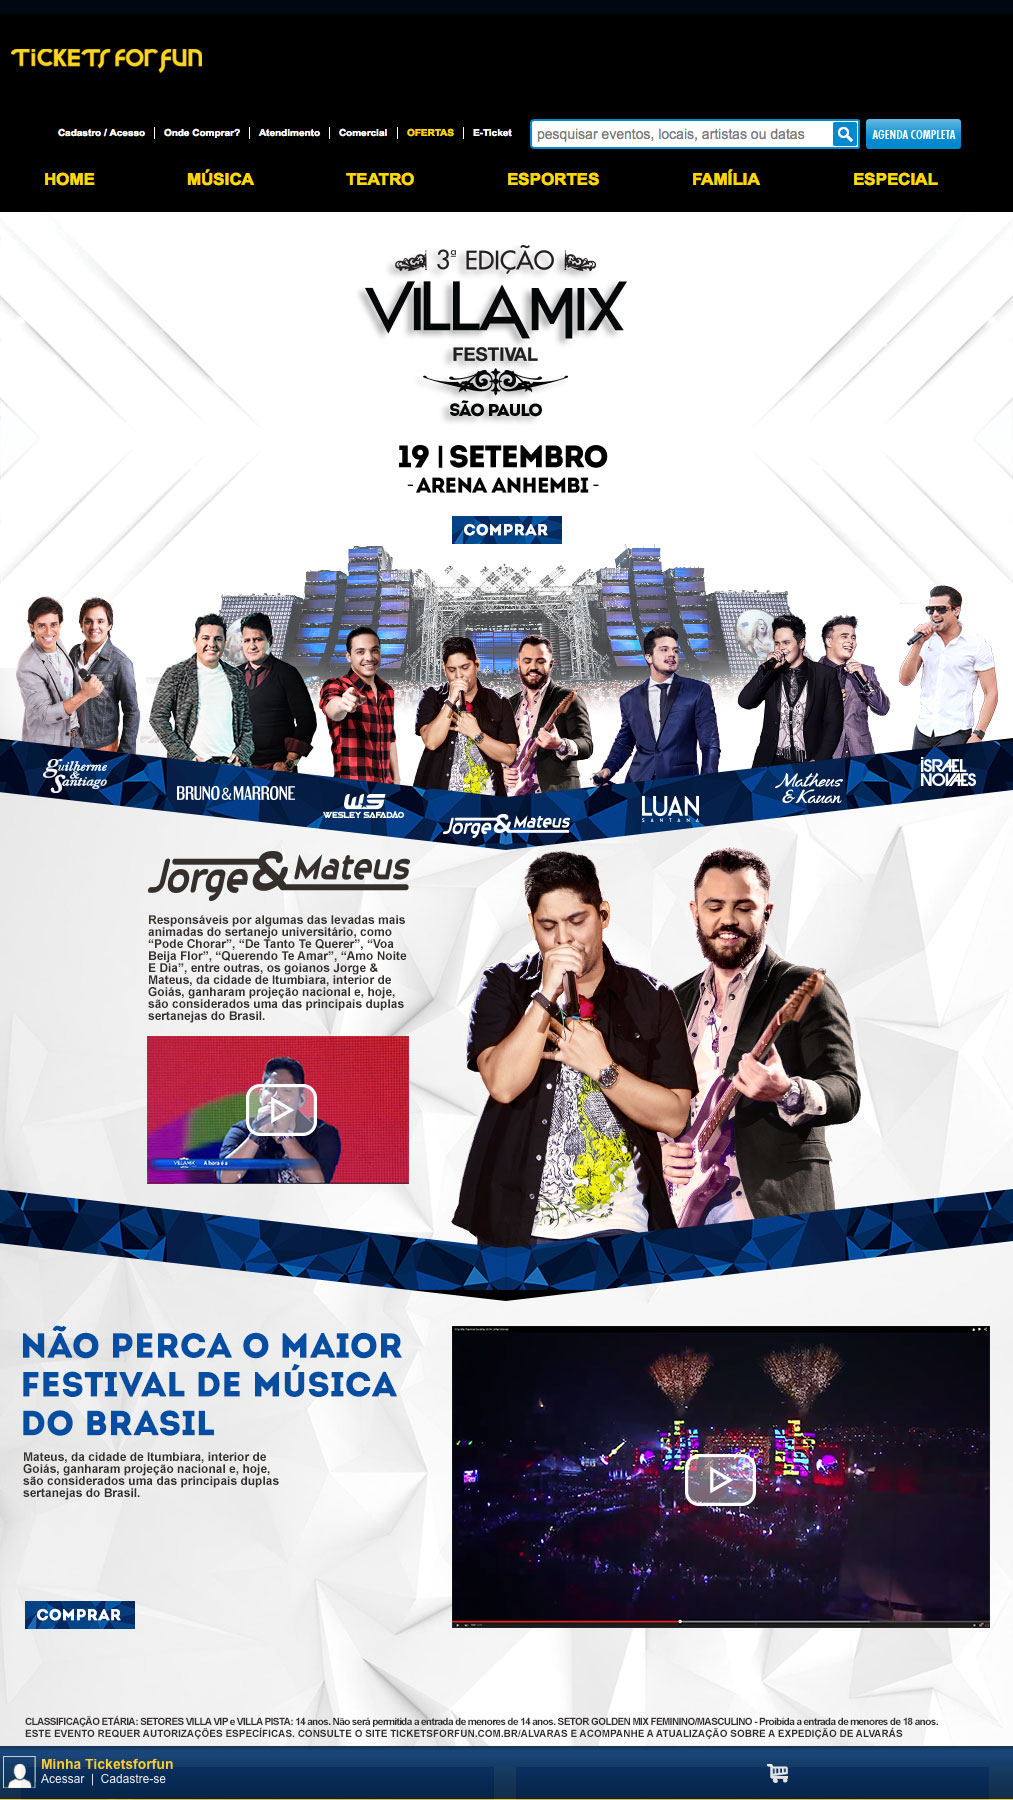 TICKETS FOR FUN
Cadastro / Acesso | Onde Comprar? | Atendimento | Comercial | OFERTAS | E-Ticket
pesquisar eventos, locais, artistas ou datas
AGENDA COMPLETA
HOME MÚSICA TEATRO ESPORTES FAMÍLIA ESPECIAL
3ª EDIÇÃO
VILLAMIX
FESTIVAL
SÃO PAULO
19 | SETEMBRO
- ARENA ANHEMBI -
COMPRAR
guilherme & Santiago
BRUNO & MARRONE
WS
WESLEY SAFADÃO
Jorge & Mateus
LUAN
SANTANA
Matheus & Kauan
ISRAEL NOVAES
Jorge & Mateus
Responsáveis por algumas das levadas mais
animadas do sertanejo universitário, como
“Pode Chorar”, “De Tanto Te Querer”, “Voa
Beija Flor”, “Querendo Te Amar”, “Amo Noite
E Dia”, entre outras, os goianos Jorge &
Mateus, da cidade de Itumbiara, interior de
Goiás, ganharam projeção nacional e, hoje,
são considerados uma das principais duplas
sertanejas do Brasil.
VILLAMIX A hora é a
NÃO PERCA O MAIOR
FESTIVAL DE MÚSICA
DO BRASIL
Mateus, da cidade de Itumbiara, interior de
Goiás, ganharam projeção nacional e, hoje,
são considerados uma das principais duplas
sertanejas do Brasil.
COMPRAR
CLASSIFICAÇÃO ETÁRIA: SETORES VILLA VIP e VILLA PISTA: 14 anos. Não será permitida a entrada de menores de 14 anos. SETOR GOLDEN MIX FEMININO/MASCULINO - Proibida a entrada de menores de 18 anos.
ESTE EVENTO REQUER AUTORIZAÇÕES ESPECÍFICAS. CONSULTE O SITE TICKETSFORFUN.COM.BR/ALVARAS E ACOMPANHE A ATUALIZAÇÃO SOBRE A EXPEDIÇÃO DE ALVARÁS
Minha Ticketsforfun
Acessar | Cadastre-se